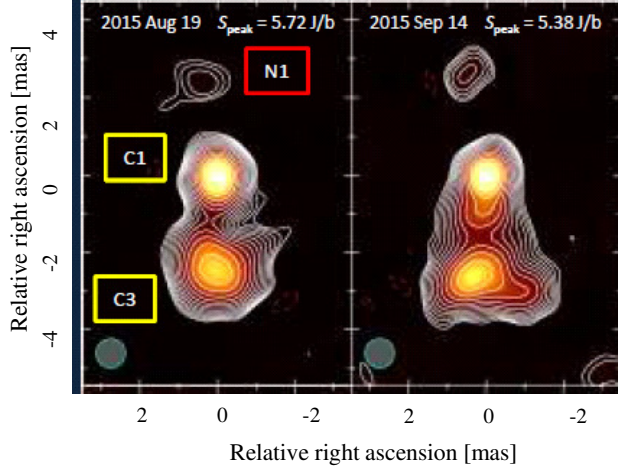 2015 Aug 19 Speak = 5.72 J/b
2015 Sep 14 Speak = 5.38 J/b
N1
C1
C3
4
2
0
-2
-4
Relative right ascension [mas]
2 0 -2
2 0 -2
Relative right ascension [mas]